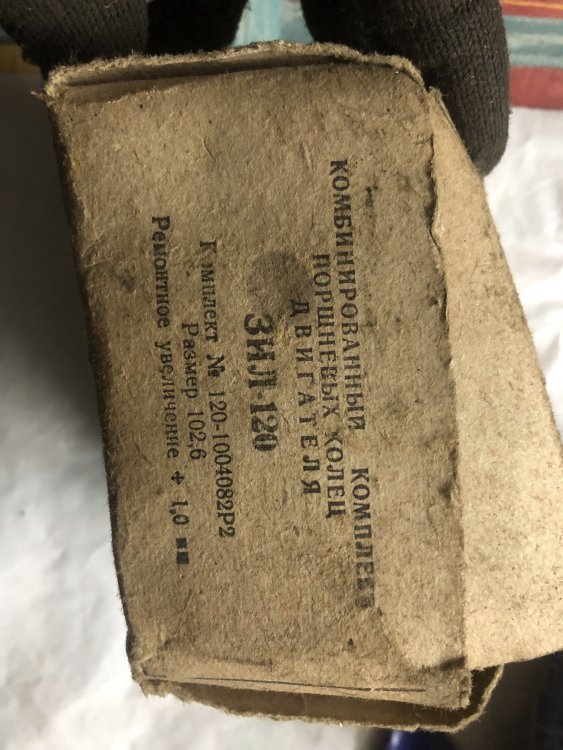 КОМБИНИРОВАННЫЙ КОМПЛЕКТ
ПОРШНЕВЫХ КОЛЕЦ
ДВИГАТЕЛЯ
ЗИЛ-120
Комплект № 120-1004082Р2
Размер 102,6
Ремонтное увеличение + 1,0 мм